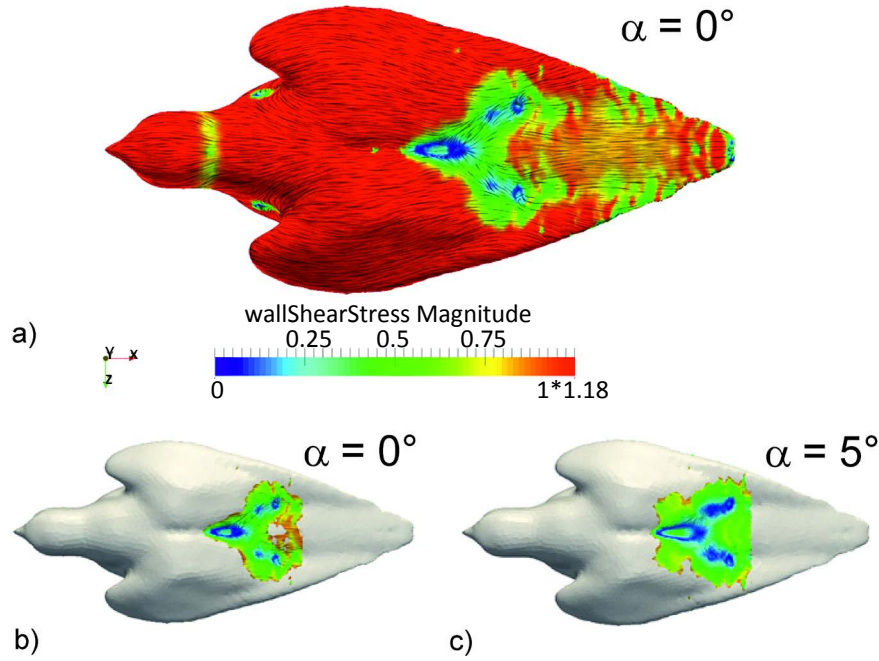 α = 0°
a)
wallShearStress Magnitude
0.25 0.5 0.75
0 1*1.18
Y x
z
α = 0°
α = 5°
b)
c)